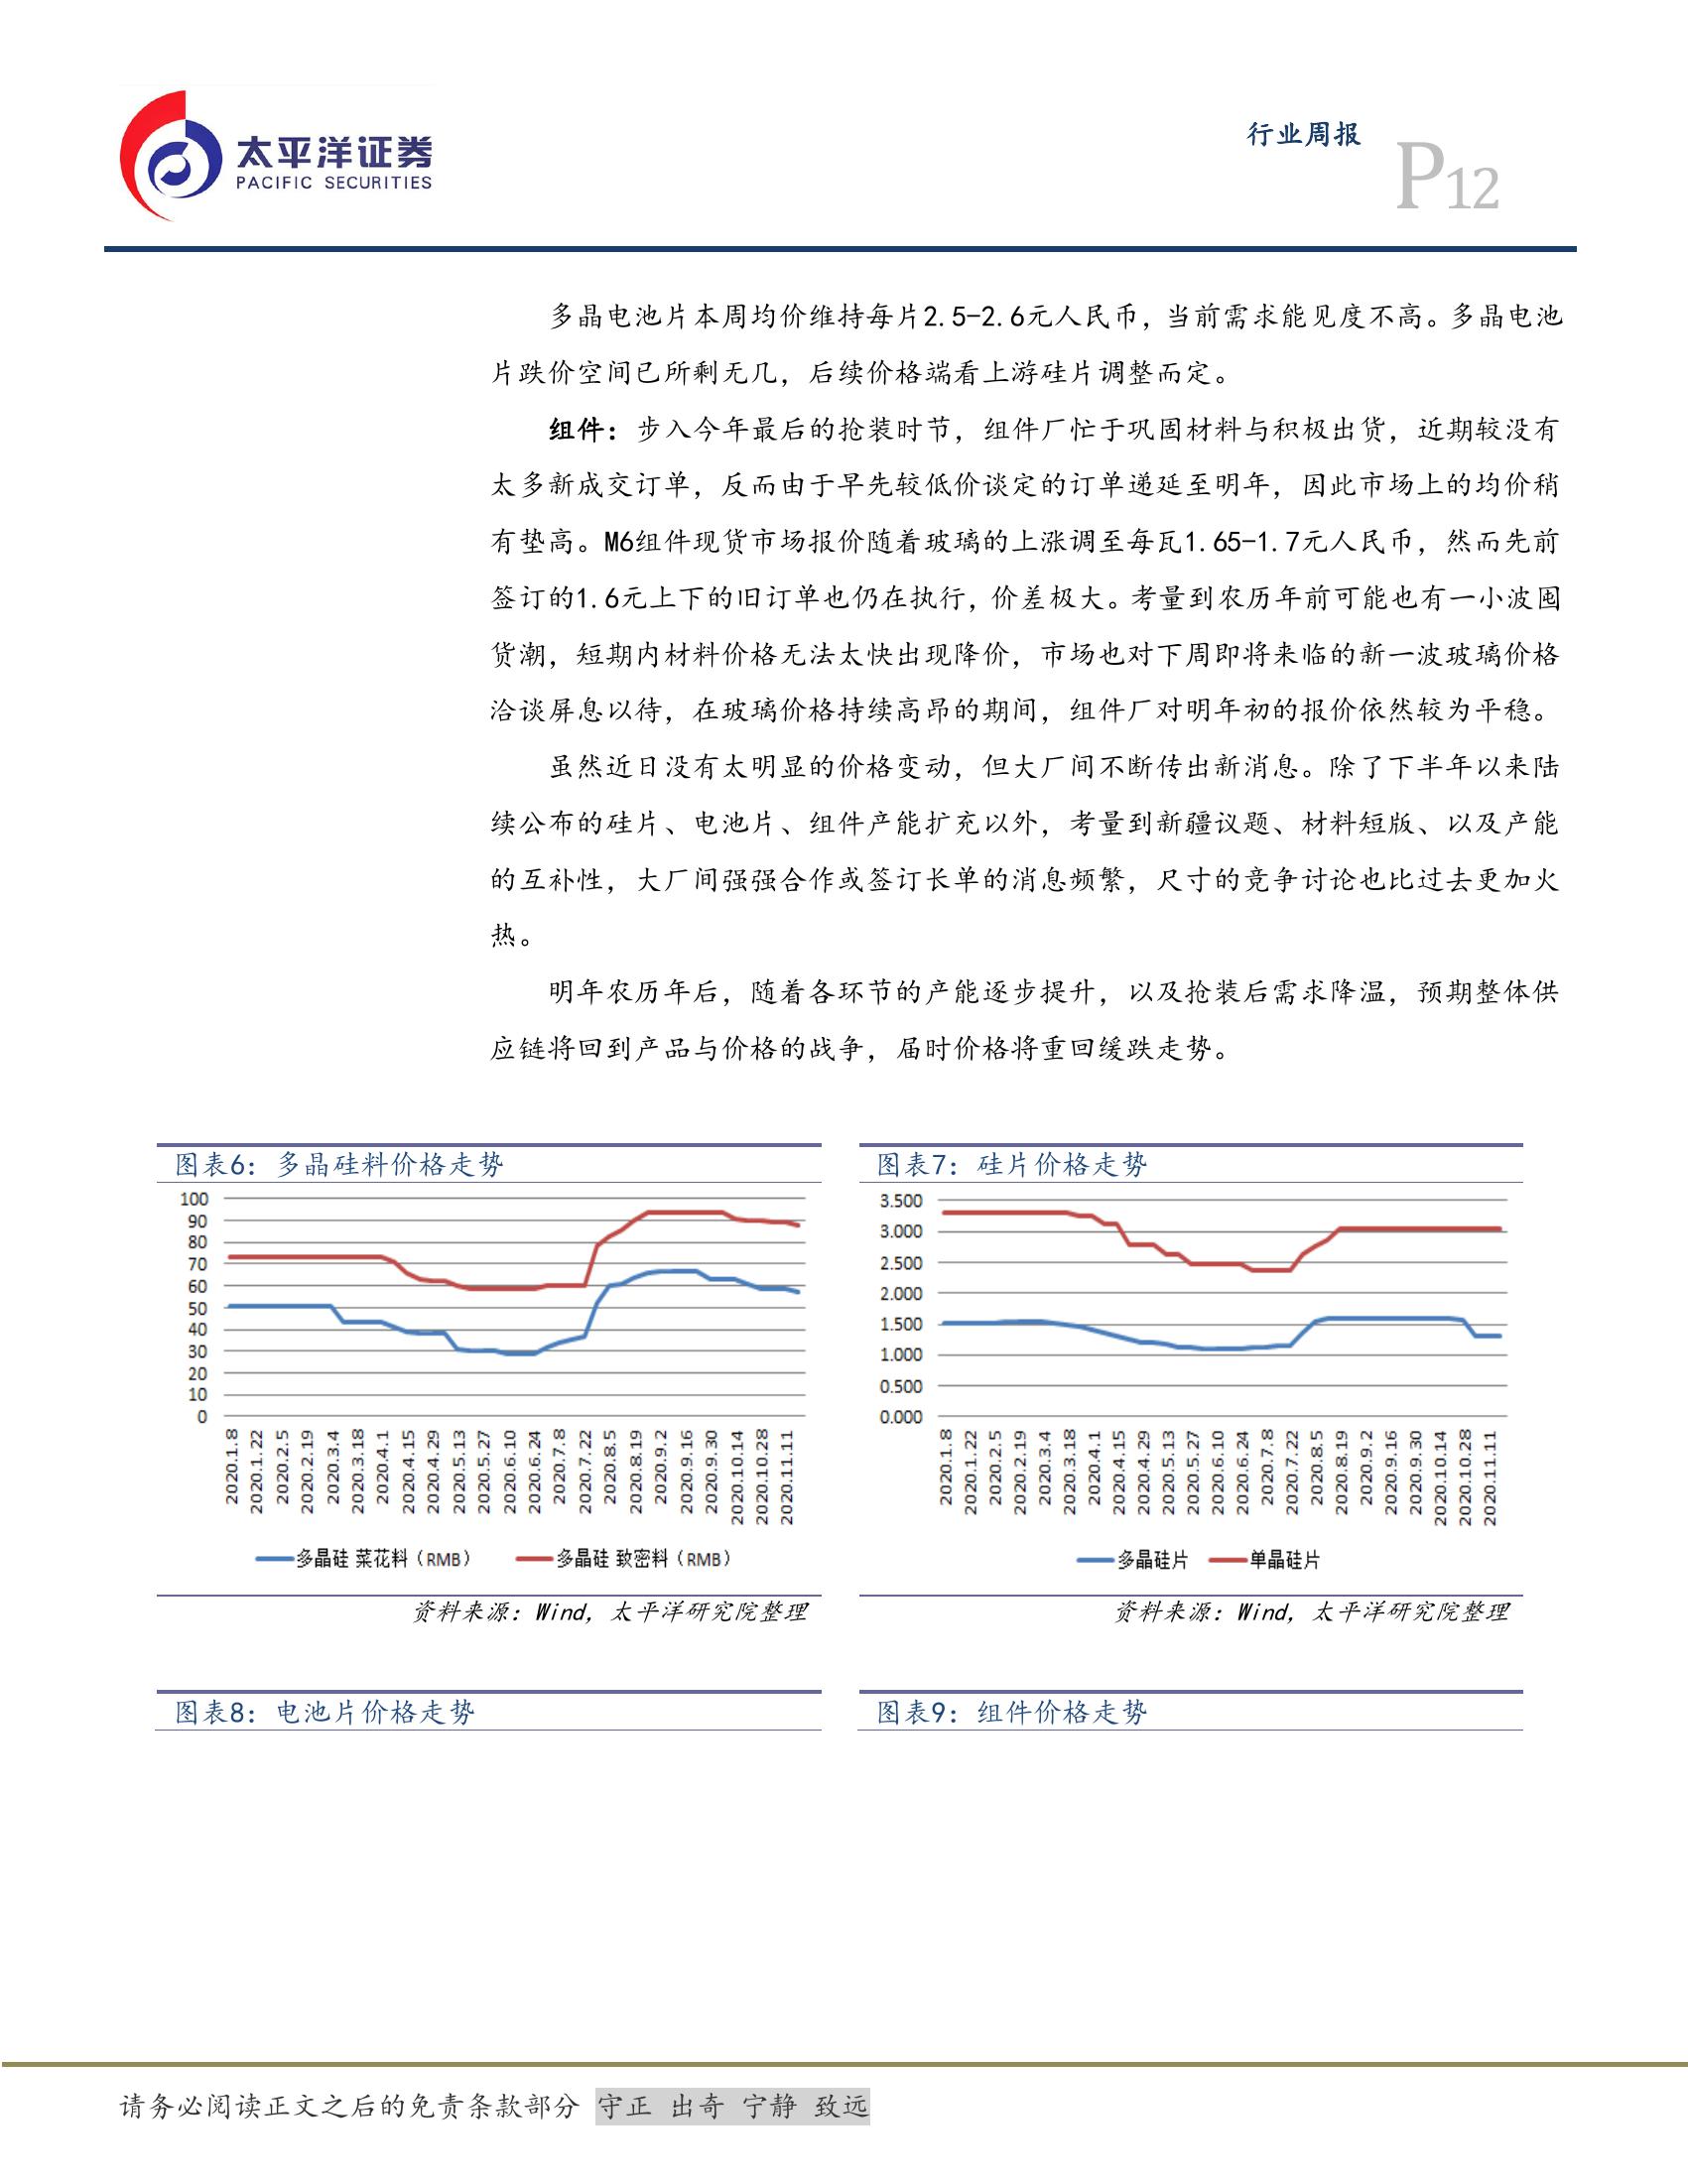 太平洋证券
PACIFIC SECURITIES
行业周报
P12
多晶电池片本周均价维持每片2.5-2.6元人民币，当前需求能见度不高。多晶电池
片跌价空间已所剩无几，后续价格端看上游硅片调整而定。
组件：步入今年最后的抢装时节，组件厂忙于巩固材料与积极出货，近期较没有
太多新成交订单，反而由于早先较低价谈定的订单递延至明年，因此市场上的均价稍
有垫高。M6组件现货市场报价随着玻璃的上涨调至每瓦1.65-1.7元人民币，然而先前
签订的1.6元上下的旧订单也仍在执行，价差极大。考量到农历年前可能也有一小波囤
货潮，短期内材料价格无法太快出现降价，市场也对下周即将来临的新一波玻璃价格
洽谈屏息以待，在玻璃价格持续高昂的期间，组件厂对明年初的报价依然较为平稳。
虽然近日没有太明显的价格变动，但大厂间不断传出新消息。除了下半年以来陆
续公布的硅片、电池片、组件产能扩充以外，考量到新疆议题、材料短版、以及产能
的互补性，大厂间强强合作或签订长单的消息频繁，尺寸的竞争讨论也比过去更加火
热。
明年农历年后，随着各环节的产能逐步提升，以及抢装后需求降温，预期整体供
应链将回到产品与价格的战争，届时价格将重回缓跌走势。
图表6：多晶硅料价格走势
100
90
80
70
60
50
40
30
20
10
0
2020.1.8
2020.1.22
2020.2.5
2020.2.19
2020.3.4
2020.3.18
2020.4.1
2020.4.15
2020.4.29
2020.5.13
2020.5.27
2020.6.10
2020.6.24
2020.7.8
2020.7.22
2020.8.5
2020.8.19
2020.9.2
2020.9.16
2020.9.30
2020.10.14
2020.10.28
2020.11.11
多晶硅 菜花料（RMB）
多晶硅 致密料（RMB）
资料来源：Wind，太平洋研究院整理
图表7：硅片价格走势
3.500
3.000
2.500
2.000
1.500
1.000
0.500
0.000
2020.1.8
2020.1.22
2020.2.5
2020.2.19
2020.3.4
2020.3.18
2020.4.1
2020.4.15
2020.4.29
2020.5.13
2020.5.27
2020.6.10
2020.6.24
2020.7.8
2020.7.22
2020.8.5
2020.8.19
2020.9.2
2020.9.16
2020.9.30
2020.10.14
2020.10.28
2020.11.11
多晶硅片
单晶硅片
资料来源：Wind，太平洋研究院整理
图表8：电池片价格走势
图表9：组件价格走势
请务必阅读正文之后的免责条款部分 守正 出奇 宁静 致远